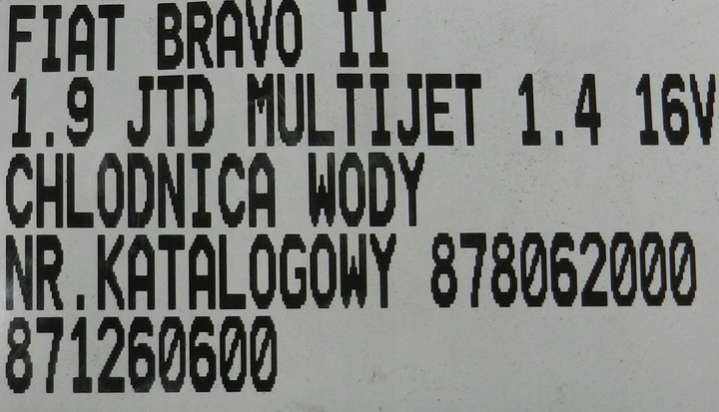 FIAT BRAVO II
1.9 JTD MULTIJET 1.4 16V
CHLODNICA WODY
NR.KATALOGOWY 878062000
871260600